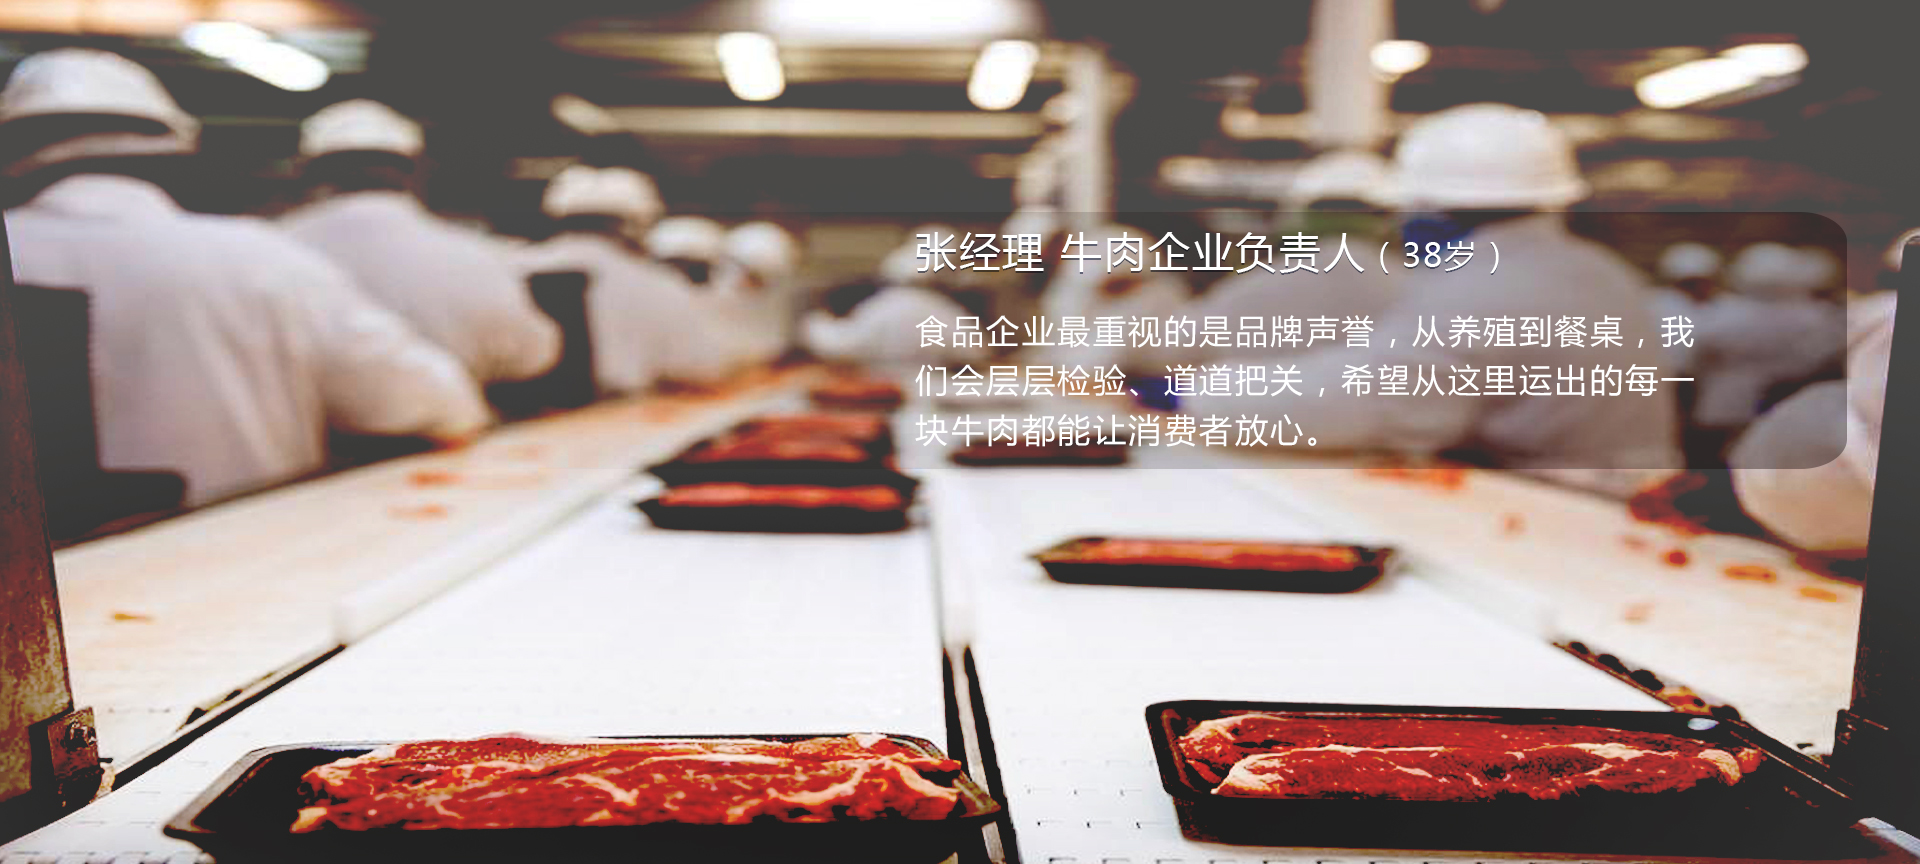 张经理 牛肉企业负责人（38岁）
食品企业最重视的是品牌声誉，从养殖到餐桌，我
们会层层检验、道道把关，希望从这里运出的每一
块牛肉都能让消费者放心。